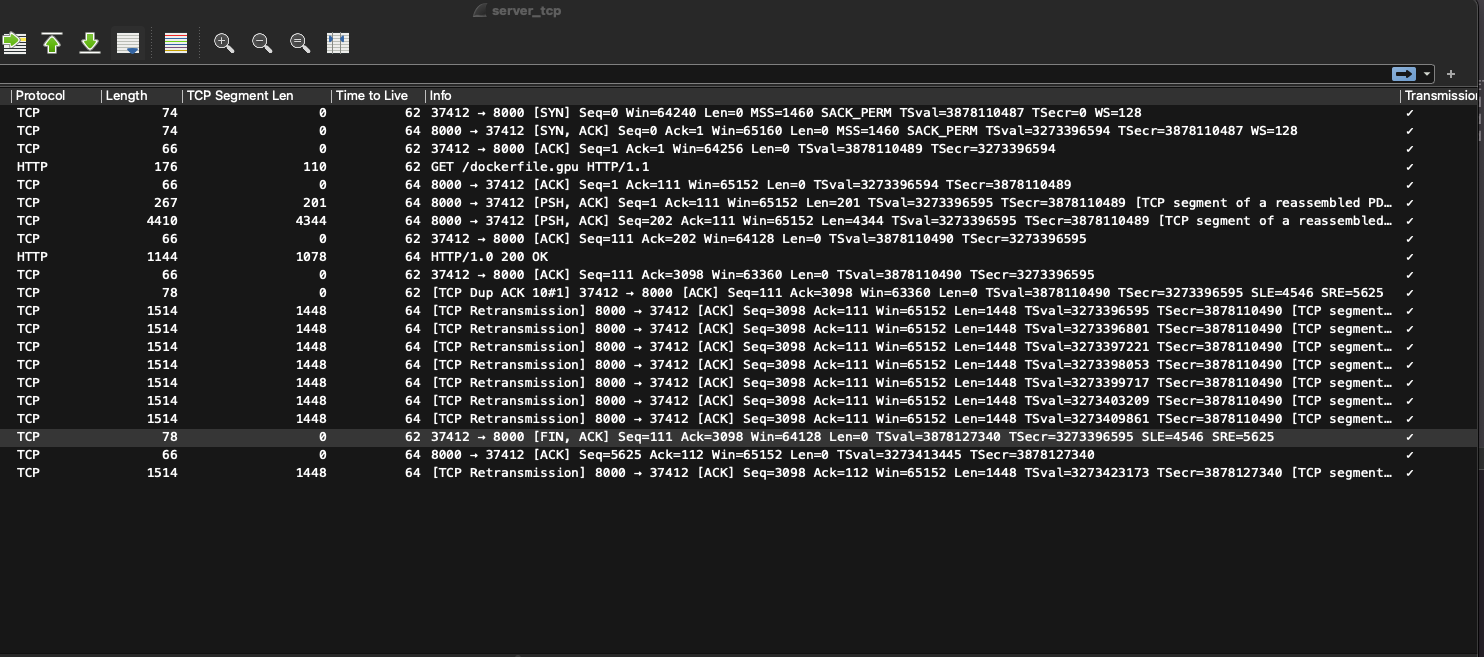 server_tcp
+
Protocol Length TCP Segment Len Time to Live Info Transmission
TCP 74 0 62 37412 → 8000 [SYN] Seq=0 Win=64240 Len=0 MSS=1460 SACK_PERM TSval=3878110487 TSecr=0 WS=128 ✓
TCP 74 0 64 8000 → 37412 [SYN, ACK] Seq=0 Ack=1 Win=65160 Len=0 MSS=1460 SACK_PERM TSval=3273396594 TSecr=3878110487 WS=128 ✓
TCP 66 0 62 37412 → 8000 [ACK] Seq=1 Ack=1 Win=64256 Len=0 TSval=3878110489 TSecr=3273396594 ✓
HTTP 176 110 62 GET /dockerfile.gpu HTTP/1.1 ✓
TCP 66 0 64 8000 → 37412 [ACK] Seq=1 Ack=111 Win=65152 Len=0 TSval=3273396594 TSecr=3878110489 ✓
TCP 267 201 64 8000 → 37412 [PSH, ACK] Seq=1 Ack=111 Win=65152 Len=201 TSval=3273396595 TSecr=3878110489 [TCP segment of a reassembled PD… ✓
TCP 4410 4344 64 8000 → 37412 [PSH, ACK] Seq=202 Ack=111 Win=65152 Len=4344 TSval=3273396595 TSecr=3878110489 [TCP segment of a reassembled… ✓
TCP 66 0 62 37412 → 8000 [ACK] Seq=111 Ack=202 Win=64128 Len=0 TSval=3878110490 TSecr=3273396595 ✓
HTTP 1144 1078 64 HTTP/1.0 200 OK ✓
TCP 66 0 62 37412 → 8000 [ACK] Seq=111 Ack=3098 Win=63360 Len=0 TSval=3878110490 TSecr=3273396595 ✓
TCP 78 0 62 [TCP Dup ACK 10#1] 37412 → 8000 [ACK] Seq=111 Ack=3098 Win=63360 Len=0 TSval=3878110490 TSecr=3273396595 SLE=4546 SRE=5625 ✓
TCP 1514 1448 64 [TCP Retransmission] 8000 → 37412 [ACK] Seq=3098 Ack=111 Win=65152 Len=1448 TSval=3273396595 TSecr=3878110490 [TCP segment… ✓
TCP 1514 1448 64 [TCP Retransmission] 8000 → 37412 [ACK] Seq=3098 Ack=111 Win=65152 Len=1448 TSval=3273396801 TSecr=3878110490 [TCP segment… ✓
TCP 1514 1448 64 [TCP Retransmission] 8000 → 37412 [ACK] Seq=3098 Ack=111 Win=65152 Len=1448 TSval=3273397221 TSecr=3878110490 [TCP segment… ✓
TCP 1514 1448 64 [TCP Retransmission] 8000 → 37412 [ACK] Seq=3098 Ack=111 Win=65152 Len=1448 TSval=3273398053 TSecr=3878110490 [TCP segment… ✓
TCP 1514 1448 64 [TCP Retransmission] 8000 → 37412 [ACK] Seq=3098 Ack=111 Win=65152 Len=1448 TSval=3273399717 TSecr=3878110490 [TCP segment… ✓
TCP 1514 1448 64 [TCP Retransmission] 8000 → 37412 [ACK] Seq=3098 Ack=111 Win=65152 Len=1448 TSval=3273403209 TSecr=3878110490 [TCP segment… ✓
TCP 1514 1448 64 [TCP Retransmission] 8000 → 37412 [ACK] Seq=3098 Ack=111 Win=65152 Len=1448 TSval=3273409861 TSecr=3878110490 [TCP segment… ✓
TCP 78 0 62 37412 → 8000 [FIN, ACK] Seq=111 Ack=3098 Win=64128 Len=0 TSval=3878127340 TSecr=3273396595 SLE=4546 SRE=5625 ✓
TCP 66 0 64 8000 → 37412 [ACK] Seq=5625 Ack=112 Win=65152 Len=0 TSval=3273413445 TSecr=3878127340 ✓
TCP 1514 1448 64 [TCP Retransmission] 8000 → 37412 [ACK] Seq=3098 Ack=112 Win=65152 Len=1448 TSval=3273423173 TSecr=3878127340 [TCP segment… ✓